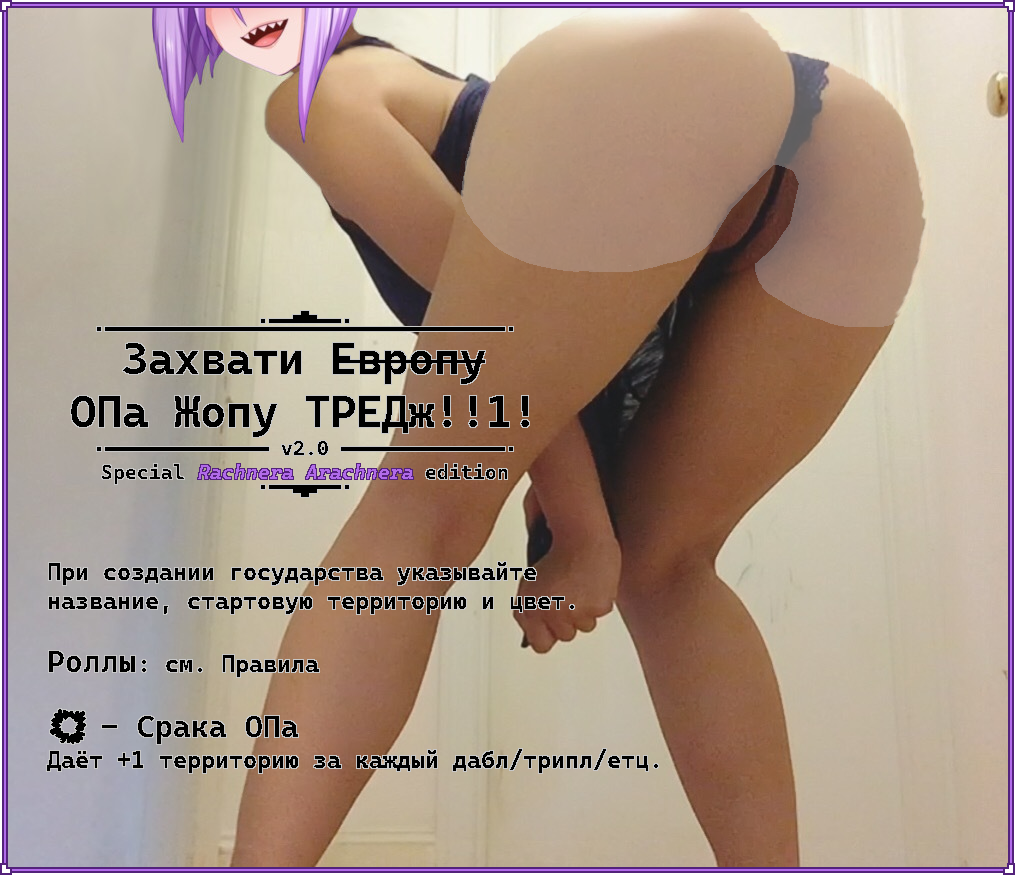 Захвати Европу
ОПа Жопу ТРЕДж!!1!
v2.0
Special Rachnera Arachnera edition
При создании государства указывайте
название, стартовую территорию и цвет.
Роллы: см. Правила
– Срака ОПа
Даёт +1 территорию за каждый дабл/трипл/етц.